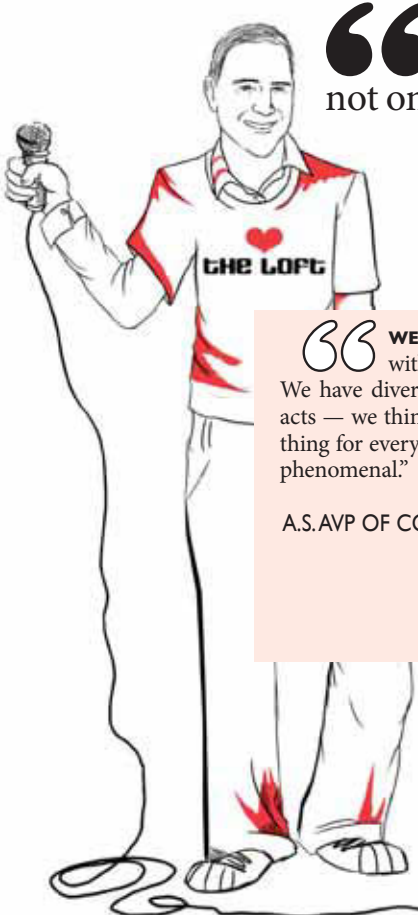 “
not on
THE LOFT
“ WE
wit
We have diver
acts — we thin
thing for every
phenomenal.”
A.S. AVP OF CO